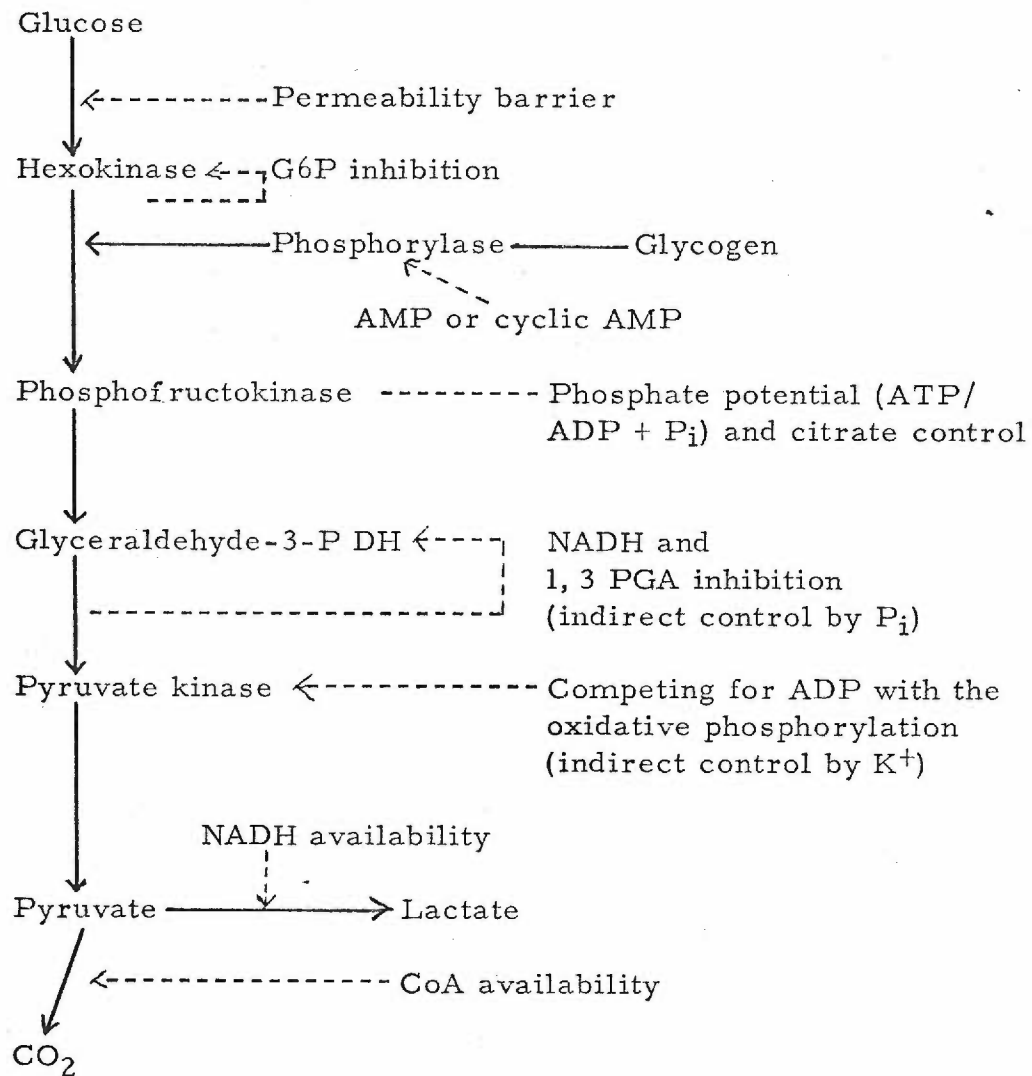 Glucose
Permeability barrier
Hexokinase G6P inhibition
Phosphorylase Glycogen
AMP or cyclic AMP
Phosphofructokinase Phosphate potential (ATP/
ADP + Pi) and citrate control
Glyceraldehyde-3-P DH NADH and
1, 3 PGA inhibition
(indirect control by Pi)
Pyruvate kinase Competing for ADP with the
oxidative phosphorylation
(indirect control by K+)
NADH availability
Pyruvate Lactate
CoA availability
CO2